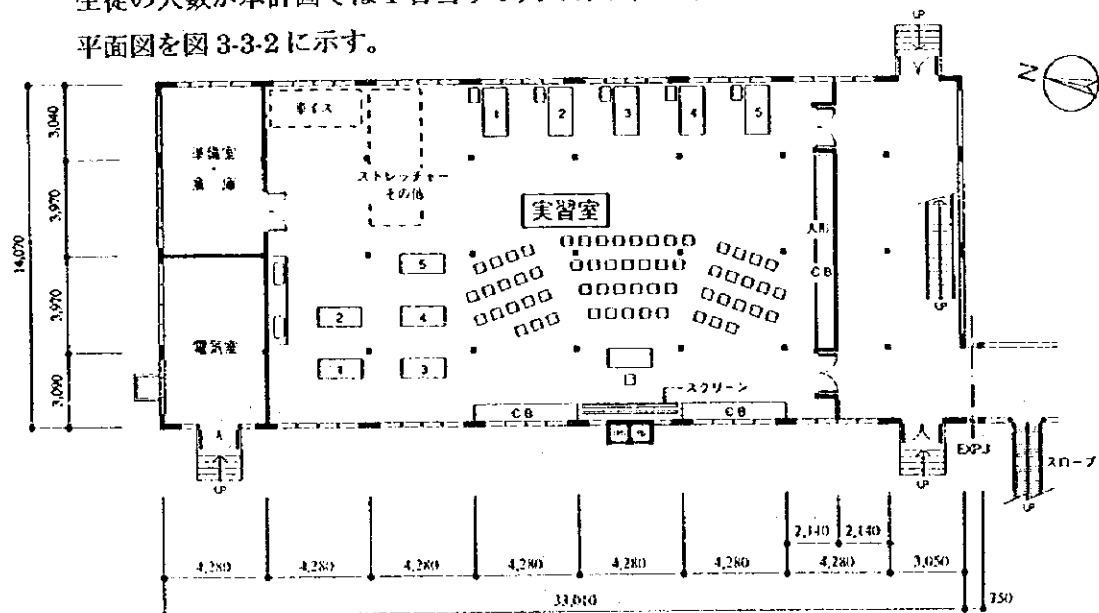 平面図を図 3-3-2 に示す。
UP
N
3,040
3,970
3,970
3,090
14,070
車イス
ストレッチャー
その他
準備室
・
倉庫
電気室
実習室
1
2
3
4
5
5
2
4
1
3
人形
CB
UP
スクリーン
CB
CB
UP
UP
EXP.J
スロープ
UP
2,140
2,140
4,280
4,280
4,280
4,280
4,280
4,280
4,280
3,050
33,010
350